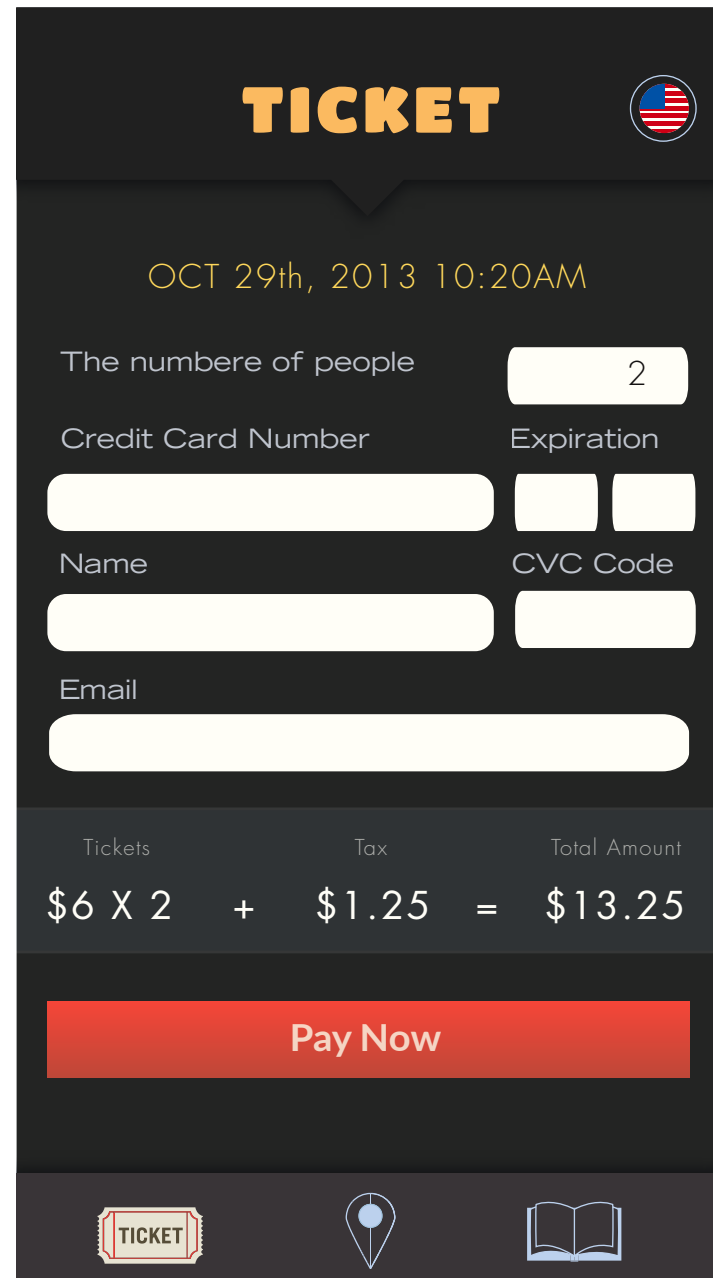 TICKET
OCT 29th, 2013 10:20AM
The numbere of people 2
Credit Card Number Expiration
Name CVC Code
Email
Tickets Tax Total Amount
$6 X 2 + $1.25 = $13.25
Pay Now
TICKET